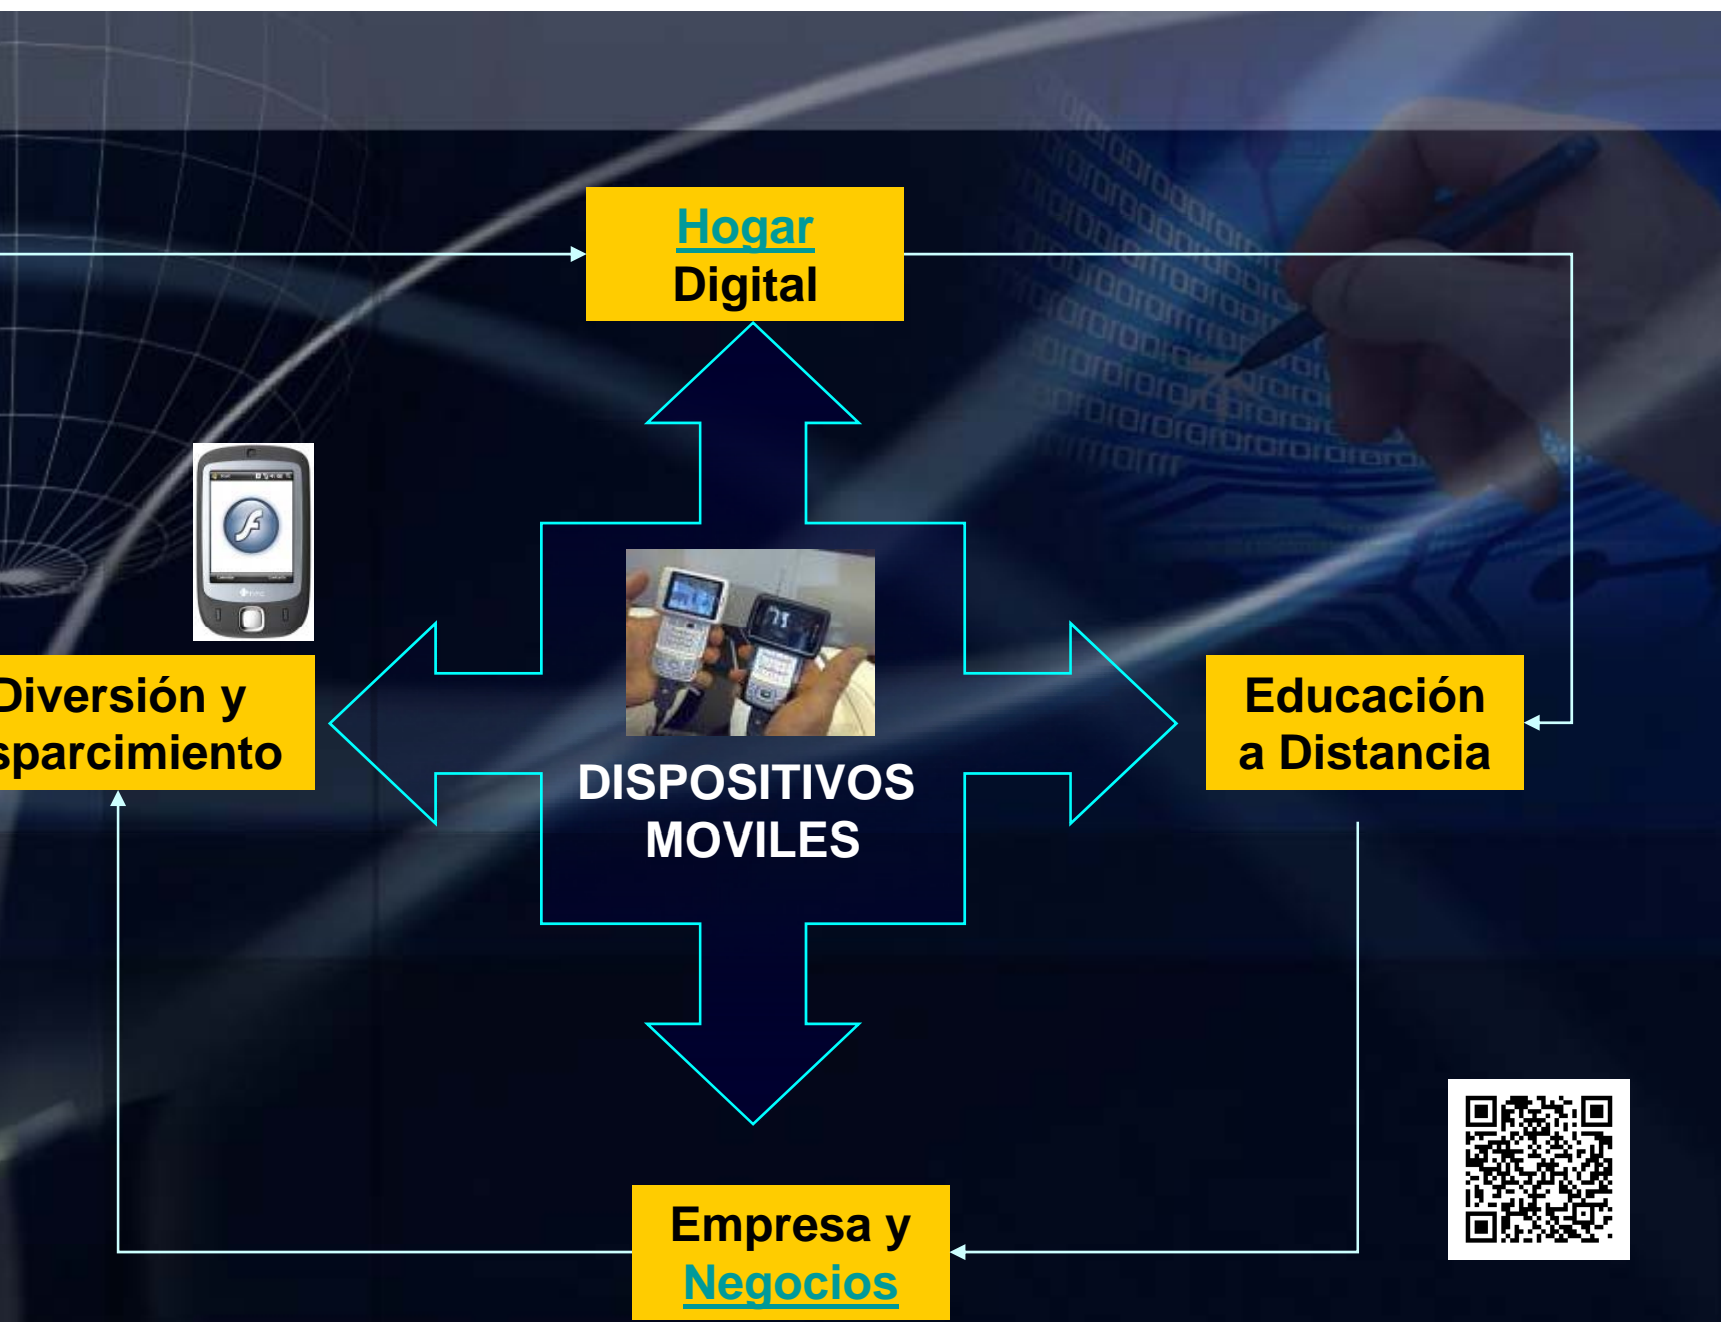 Hogar
Digital
Diversión y
sparcimiento
DISPOSITIVOS
MOVILES
Educación
a Distancia
Empresa y
Negocios